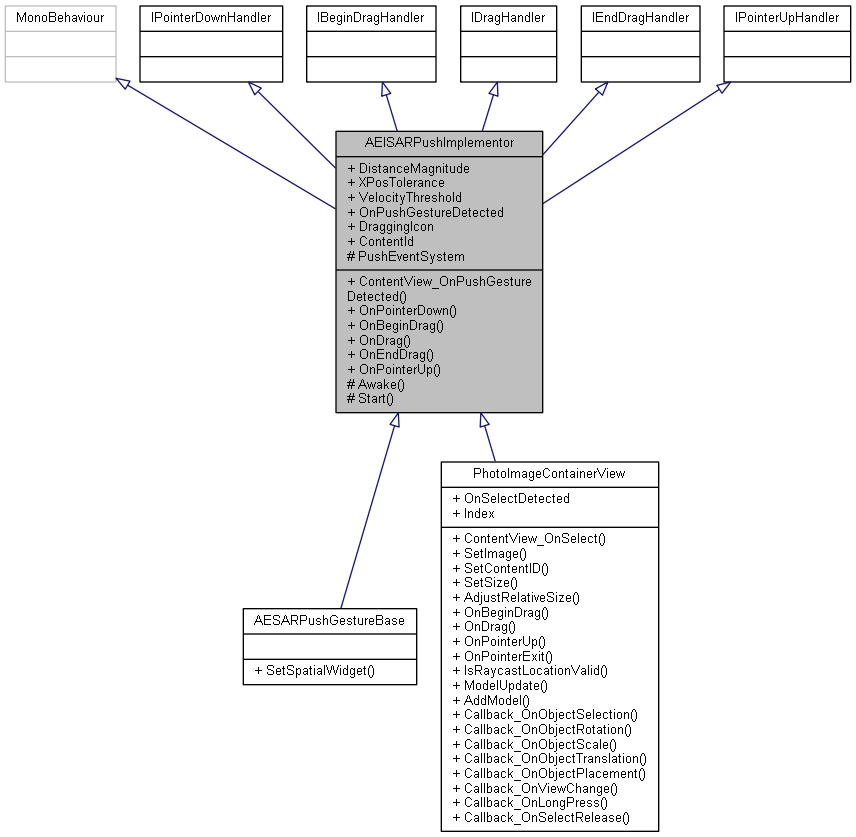 MonoBehaviour
IPointerDownHandler
IBeginDragHandler
IDragHandler
IEndDragHandler
IPointerUpHandler
AEISARPushImplementor
+ DistanceMagnitude
+ XPosTolerance
+ VelocityThreshold
+ OnPushGestureDetected
+ DraggingIcon
+ ContentId
# PushEventSystem
+ ContentView_OnPushGesture
Detected()
+ OnPointerDown()
+ OnBeginDrag()
+ OnDrag()
+ OnEndDrag()
+ OnPointerUp()
# Awake()
# Start()
AESARPushGestureBase
+ SetSpatialWidget()
PhotoImageContainerView
+ OnSelectDetected
+ Index
+ ContentView_OnSelect()
+ SetImage()
+ SetContentID()
+ SetSize()
+ AdjustRelativeSize()
+ OnBeginDrag()
+ OnDrag()
+ OnPointerUp()
+ OnPointerExit()
+ IsRaycastLocationValid()
+ ModelUpdate()
+ AddModel()
+ Callback_OnObjectSelection()
+ Callback_OnObjectRotation()
+ Callback_OnObjectScale()
+ Callback_OnObjectTranslation()
+ Callback_OnObjectPlacement()
+ Callback_OnViewChange()
+ Callback_OnLongPress()
+ Callback_OnSelectRelease()